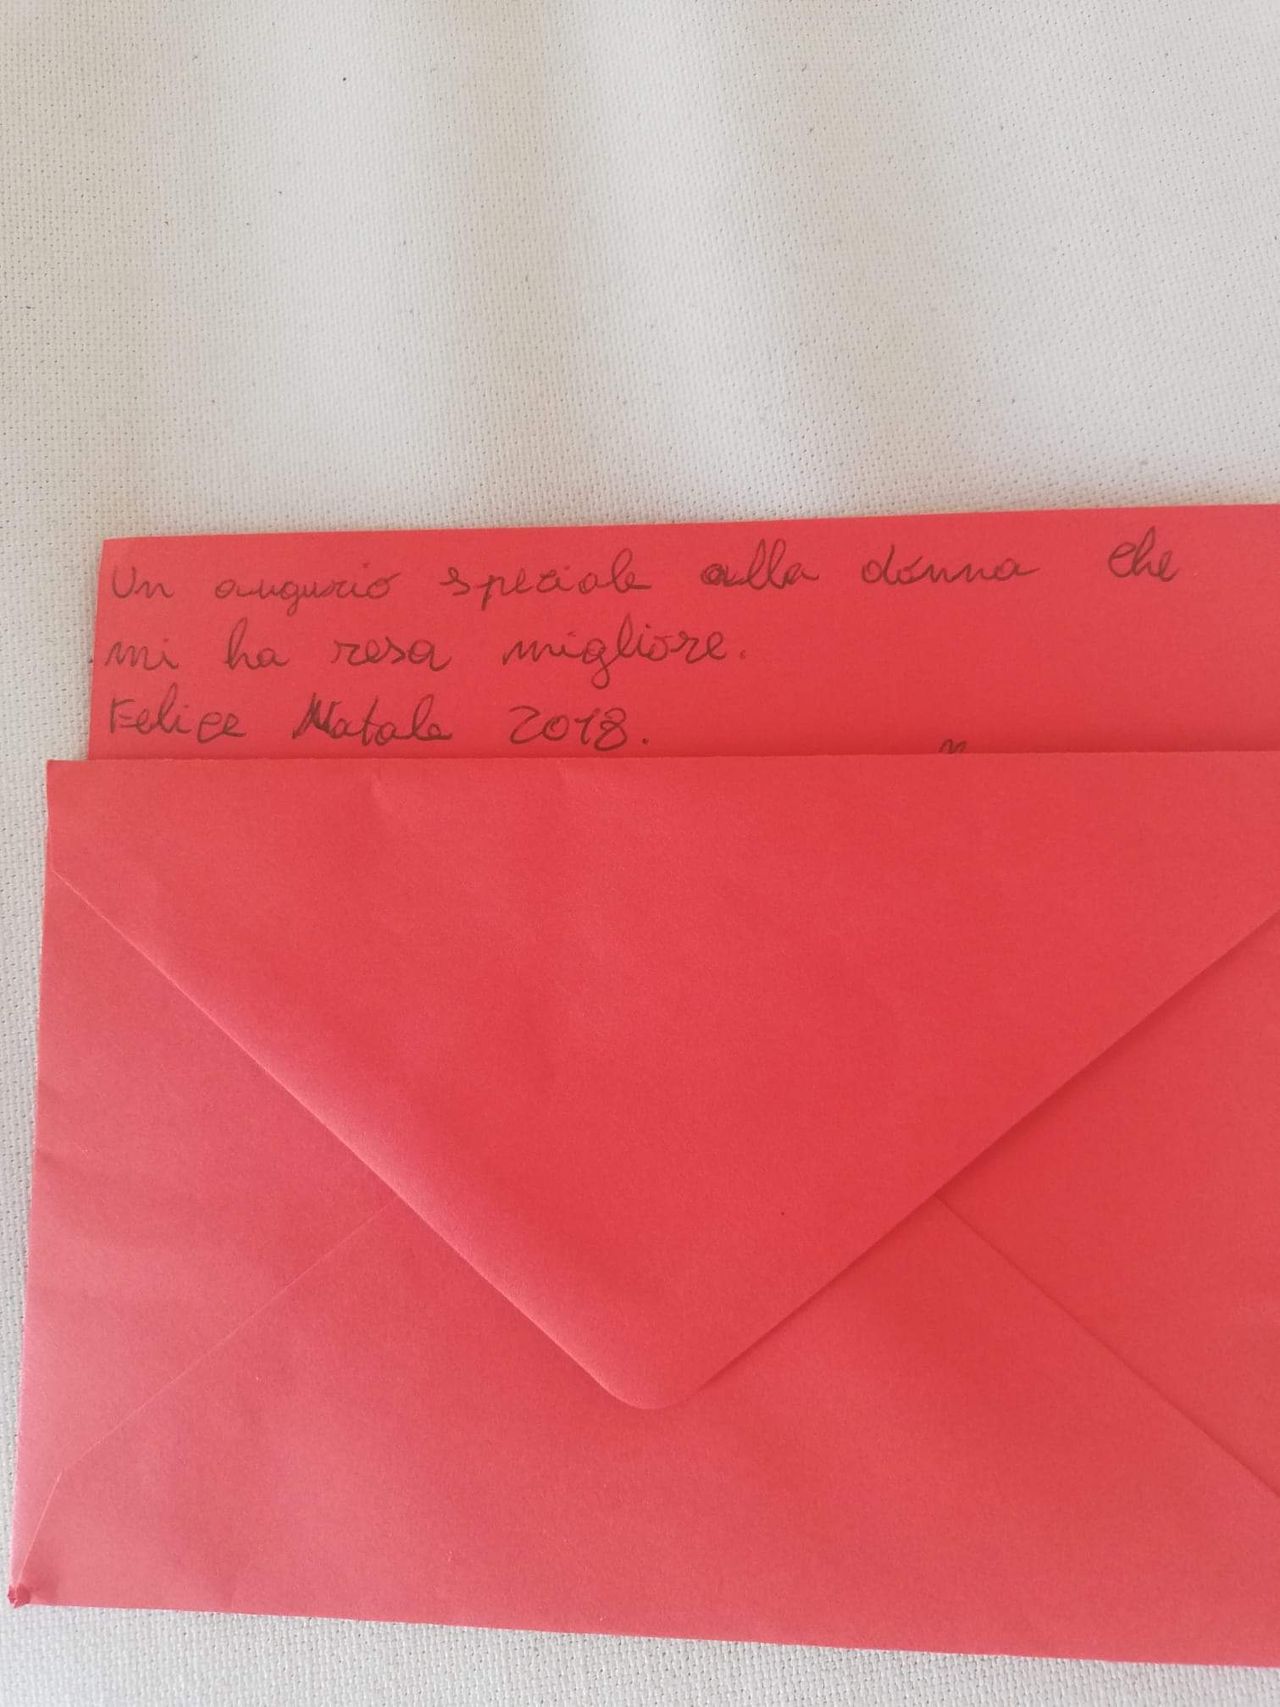 Un augurio speciale alla donna che
mi ha resa migliore.
Felice Natale 2018.